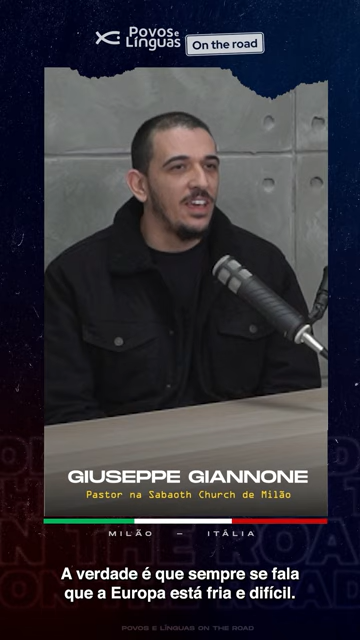 Povos e
Línguas
On the road
GIUSEPPE GIANNONE
Pastor na Sabaoth Church de Milão
MILÃO — ITÁLIA
A verdade é que sempre se fala
que a Europa está fria e difícil.
POVOS E LÍNGUAS ON THE ROAD